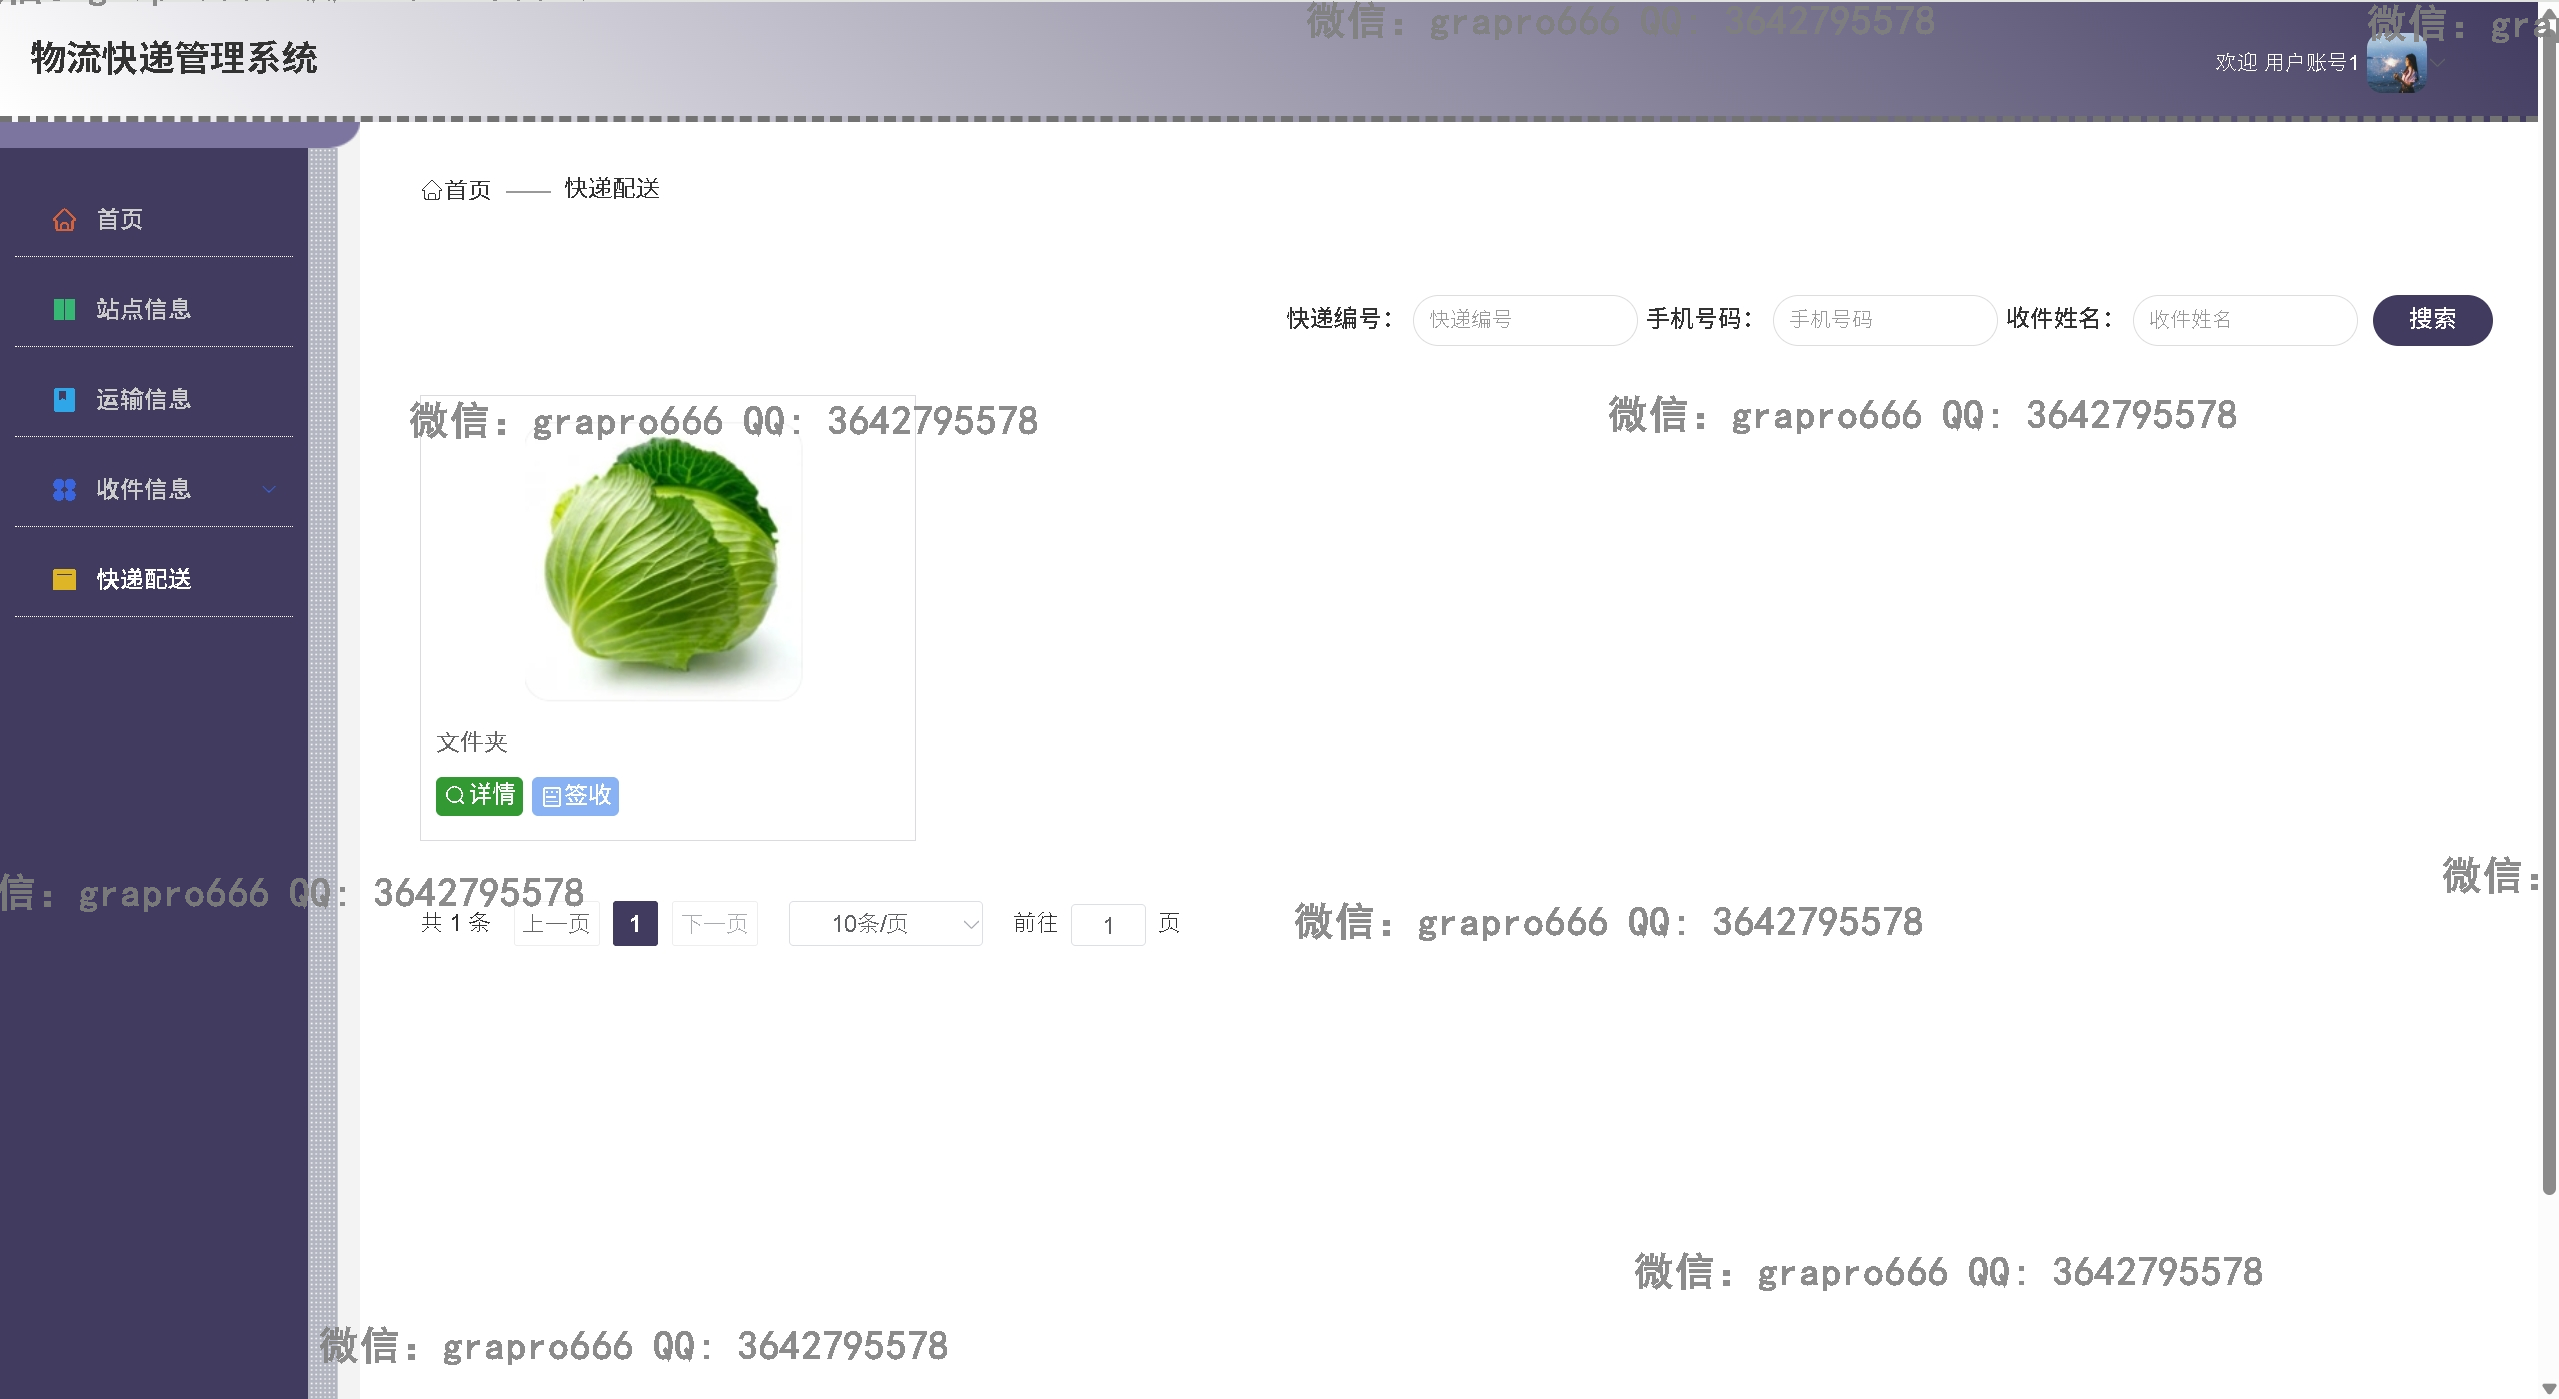 微信: grapro666 QQ: 3642795578
微信: gra
物流快递管理系统
欢迎 用户账号1
首页
快递配送
首页
站点信息
运输信息
收件信息
快递配送
快递编号: 快递编号 手机号码: 手机号码 收件姓名: 收件姓名 搜索
微信: grapro666 QQ: 3642795578
微信: grapro666 QQ: 3642795578
文件夹
详情 签收
信: grapro666 QQ: 3642795578
微信:
共 1 条 上一页 1 下一页 10条/页 前往 1 页
微信: grapro666 QQ: 3642795578
微信: grapro666 QQ: 3642795578
微信: grapro666 QQ: 3642795578